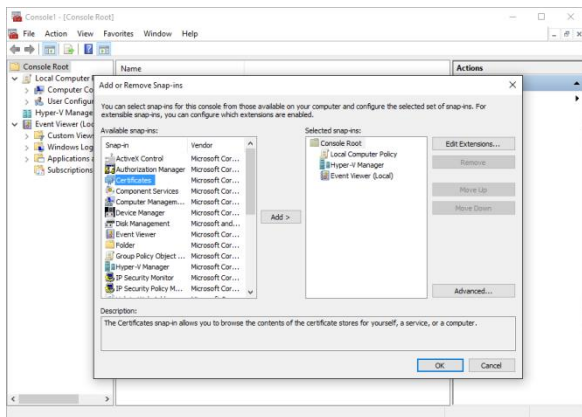 Console1 - [Console Root]
File Action View Favorites Window Help
Console Root
Local Computer
Computer Co
User Configur
Hyper-V Manage
Event Viewer (Loc
Custom Views
Windows Log
Applications a
Subscriptions
Name
Actions
Add or Remove Snap-ins
You can select snap-ins for this console from those available on your computer and configure the selected set of snap-ins. For
extensible snap-ins, you can configure which extensions are enabled.
Available snap-ins:
Snap-in Vendor
ActiveX Control Microsoft Cor...
Authorization Manager Microsoft Cor...
Certificates Microsoft Cor...
Component Services Microsoft Cor...
Computer Managem... Microsoft Cor...
Device Manager Microsoft Cor...
Disk Management Microsoft and...
Event Viewer Microsoft Cor...
Folder Microsoft Cor...
Group Policy Object ... Microsoft Cor...
Hyper-V Manager Microsoft Cor...
IP Security Monitor Microsoft Cor...
IP Security Policy M... Microsoft Cor...
Add >
Selected snap-ins:
Console Root
Local Computer Policy
Hyper-V Manager
Event Viewer (Local)
Edit Extensions...
Remove
Move Up
Move Down
Advanced...
Description:
The Certificates snap-in allows you to browse the contents of the certificate stores for yourself, a service, or a computer.
OK Cancel